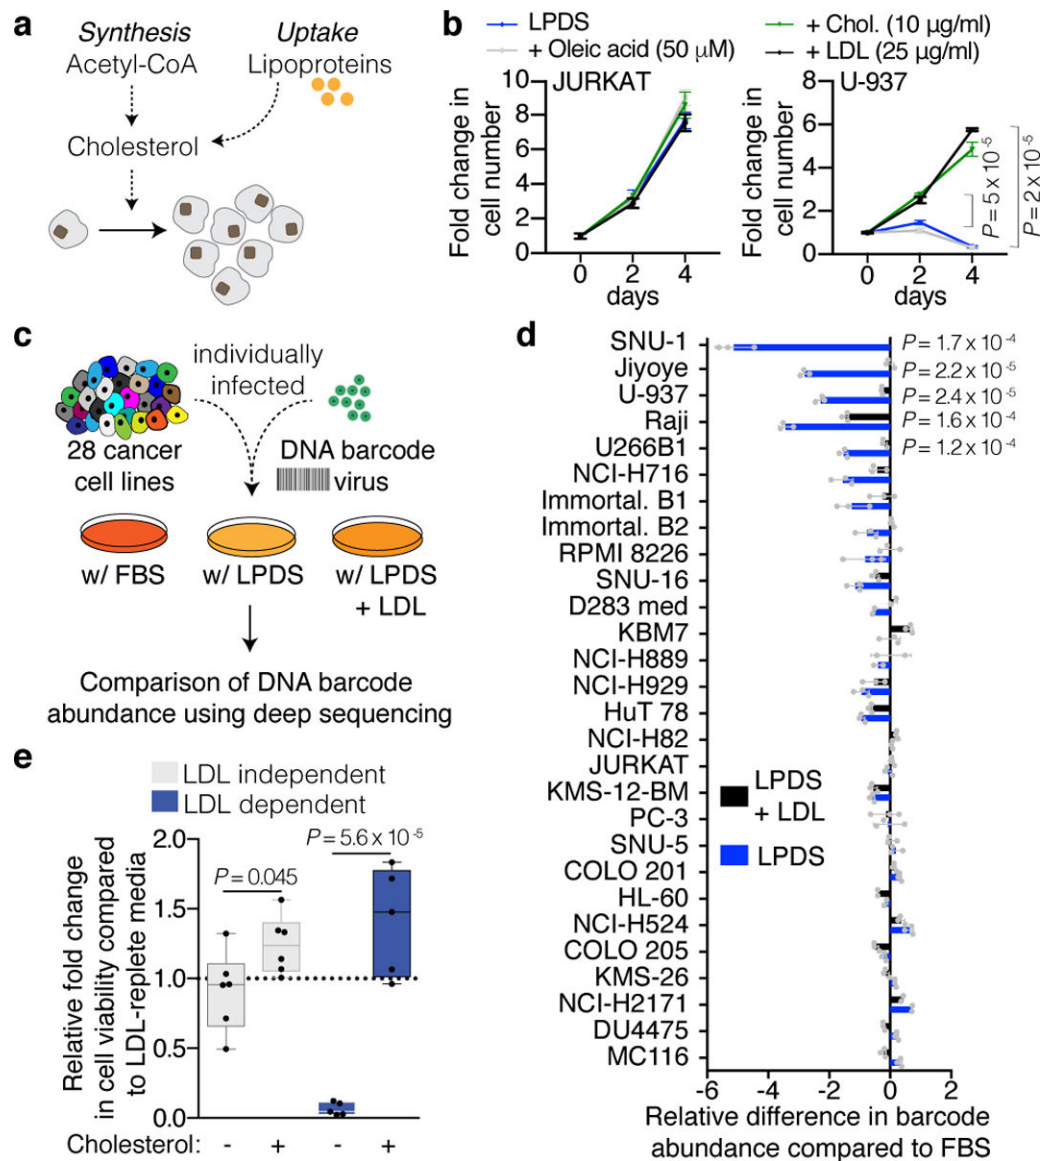 a
Synthesis
Uptake
Acetyl-CoA
Lipoproteins
Cholesterol
b
LPDS
+ Oleic acid (50 μM)
+ Chol. (10 μg/ml)
+ LDL (25 μg/ml)
JURKAT
Fold change in
cell number
10
8
6
4
2
0
0
2
4
days
U-937
Fold change in
cell number
8
6
4
2
0
0
2
4
days
P = 5 x 10⁻⁵
P = 2 x 10⁻⁵
c
individually
infected
28 cancer
cell lines
DNA barcode
virus
w/ FBS
w/ LPDS
w/ LPDS
+ LDL
Comparison of DNA barcode
abundance using deep sequencing
d
SNU-1
P = 1.7 x 10⁻⁴
Jiyoye
P = 2.2 x 10⁻⁵
U-937
P = 2.4 x 10⁻⁵
Raji
P = 1.6 x 10⁻⁴
U266B1
P = 1.2 x 10⁻⁴
NCI-H716
Immortal. B1
Immortal. B2
RPMI 8226
SNU-16
D283 med
KBM7
NCI-H889
NCI-H929
HuT 78
NCI-H82
JURKAT
KMS-12-BM
PC-3
SNU-5
COLO 201
HL-60
NCI-H524
COLO 205
KMS-26
NCI-H2171
DU4475
MC116
LPDS
+ LDL
LPDS
-6
-4
-2
0
2
Relative difference in barcode
abundance compared to FBS
e
LDL independent
LDL dependent
P = 5.6 x 10⁻⁵
P = 0.045
Relative fold change
in cell viability compared
to LDL-replete media
2.0
1.5
1.0
0.5
0.0
Cholesterol: - + - +